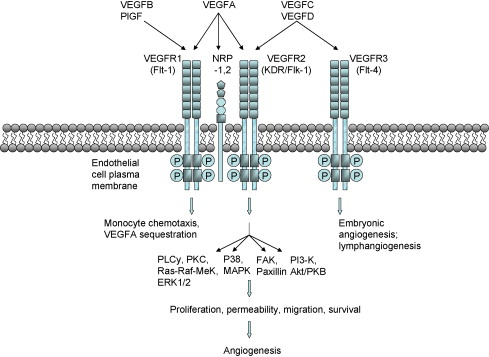 VEGFB
PlGF
VEGFA
VEGFC
VEGFD
VEGFR1
(Flt-1)
NRP
-1,2
VEGFR2
(KDR/Flk-1)
VEGFR3
(Flt-4)
Endothelial
cell plasma
membrane
P P P P P P
P P P P P P
Monocyte chemotaxis,
VEGFA sequestration
Embryonic
angiogenesis;
lymphangiogenesis
PLCy, PKC,
Ras-Raf-MeK,
ERK1/2
P38,
MAPK
FAK,
Paxillin
PI3-K,
Akt/PKB
Proliferation, permeability, migration, survival
Angiogenesis